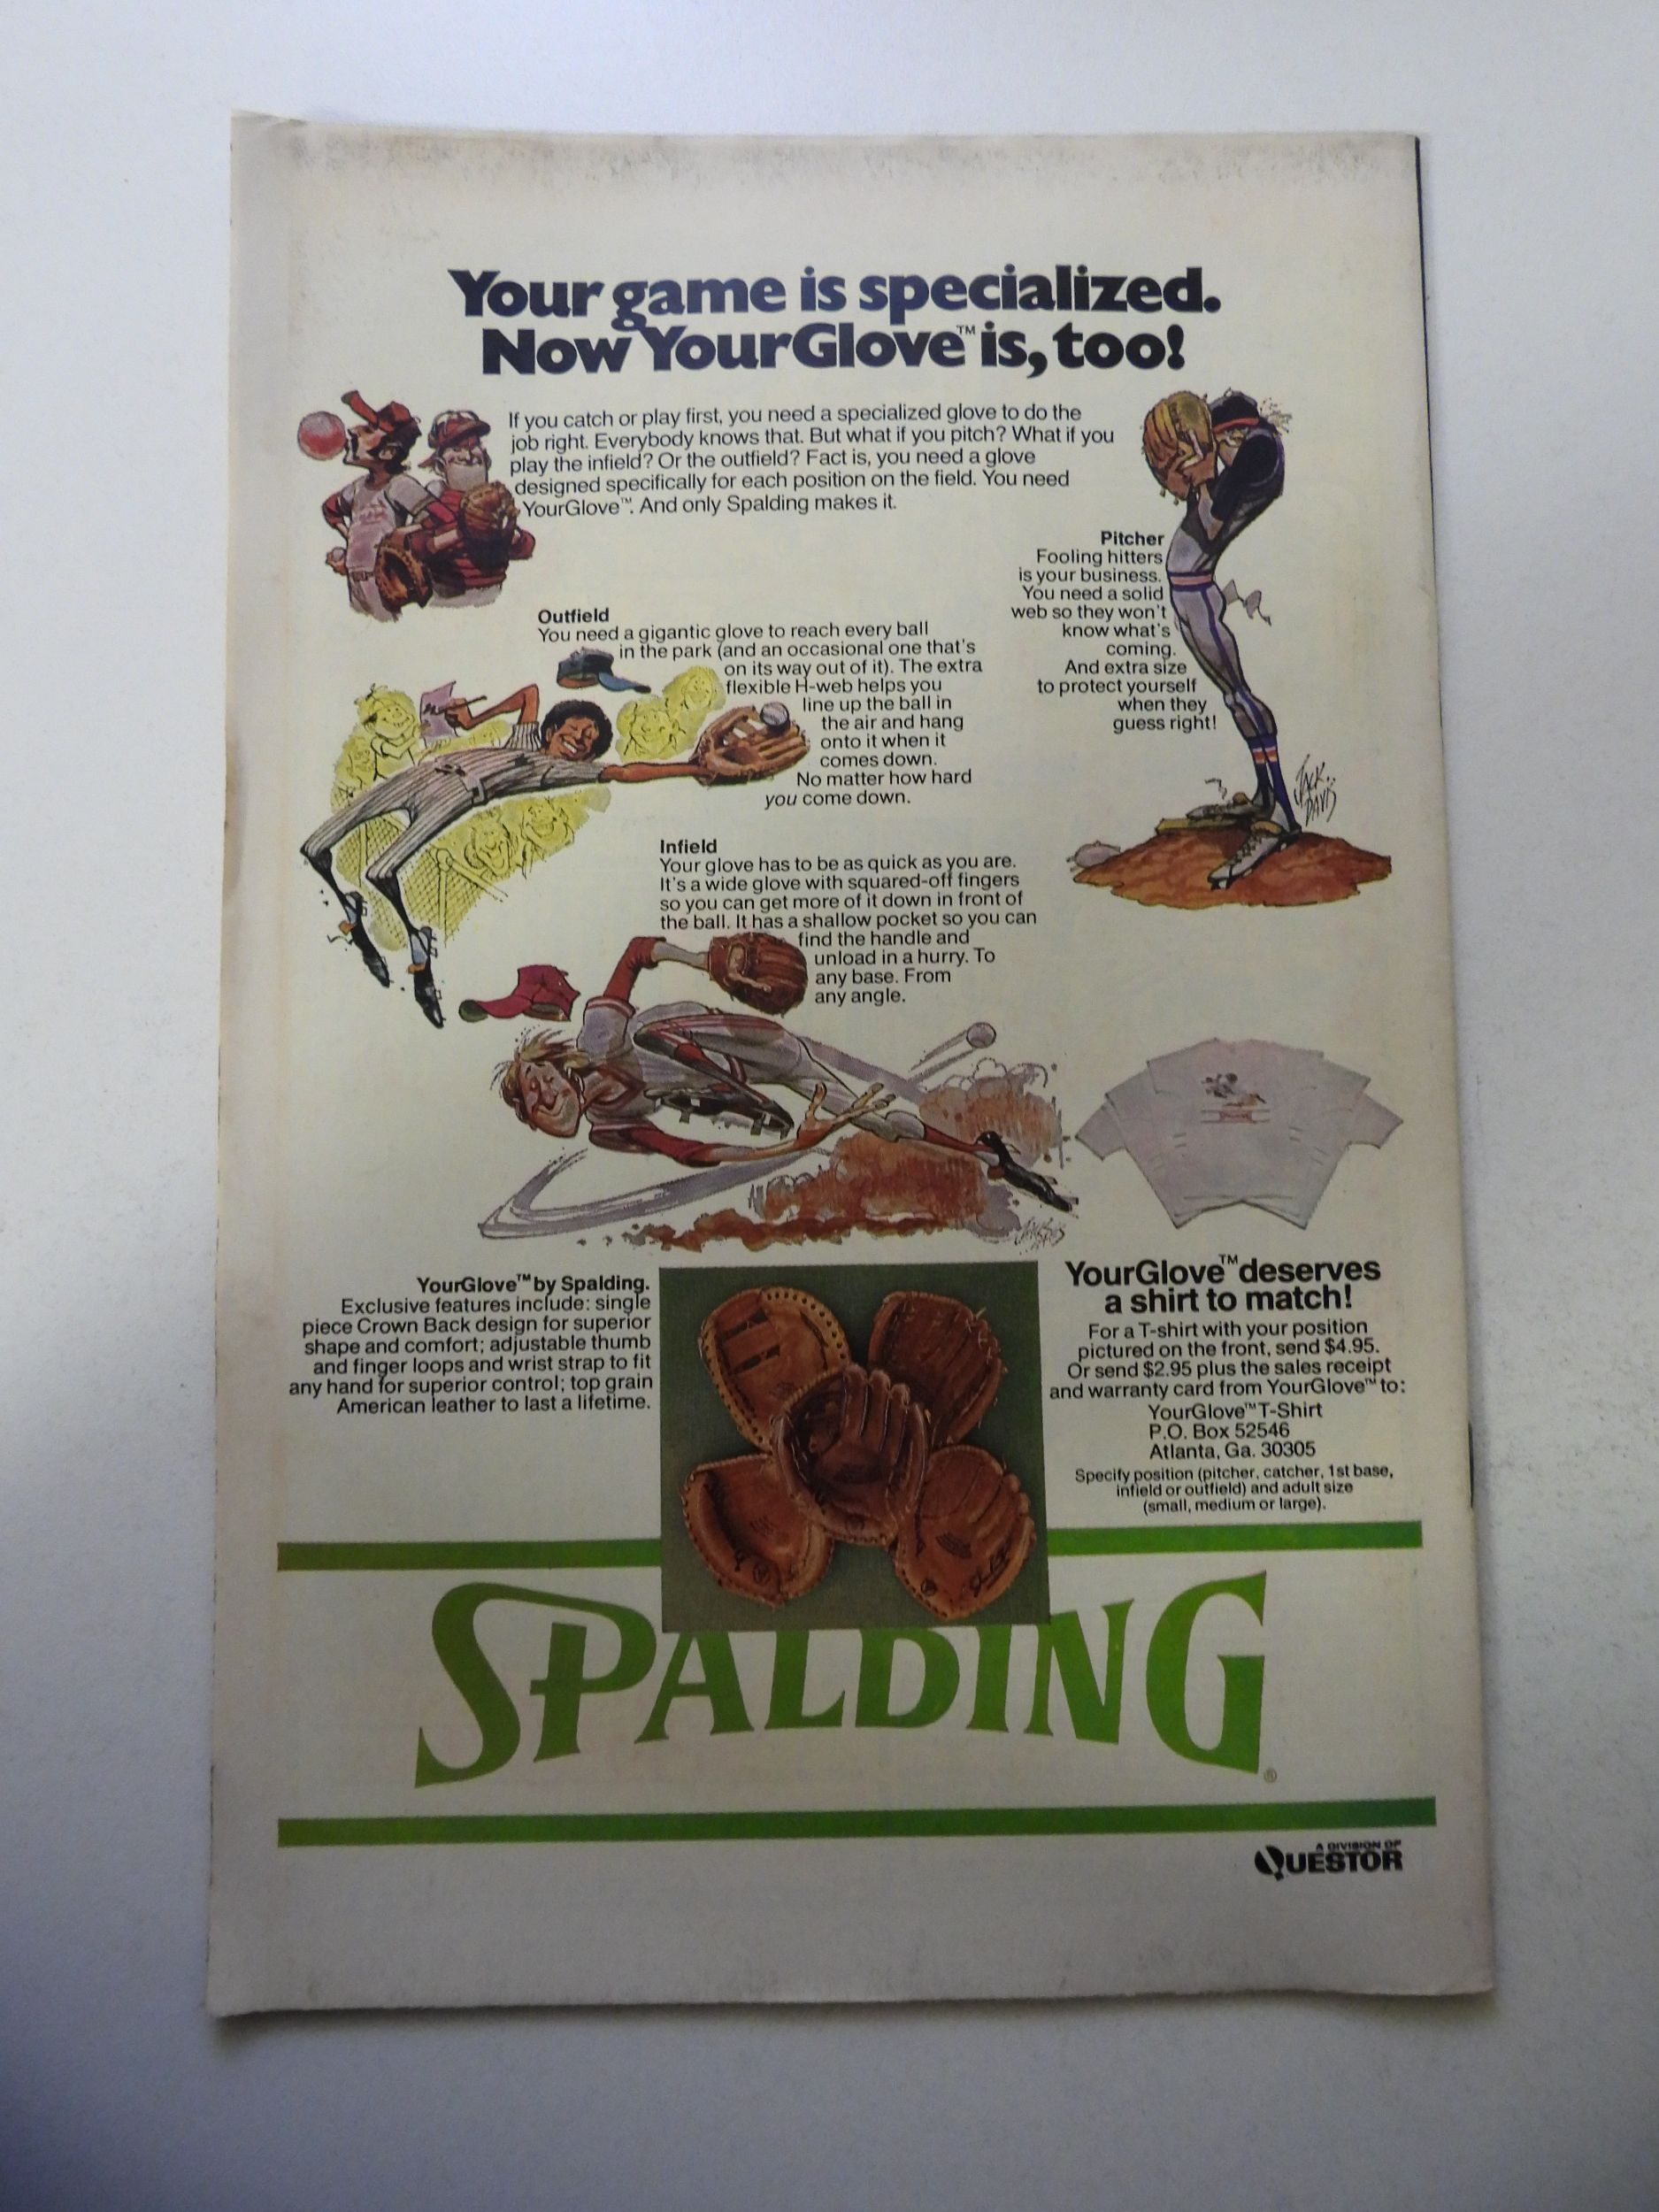 Your game is specialized.
Now YourGlove™ is, too!
If you catch or play first, you need a specialized glove to do the
job right. Everybody knows that. But what if you pitch? What if you
play the infield? Or the outfield? Fact is, you need a glove
designed specifically for each position on the field. You need
YourGlove™. And only Spalding makes it.
Pitcher
Fooling hitters
is your business.
You need a solid
web so they won't
know what's
coming.
And extra size
to protect yourself
when they
guess right!
Outfield
You need a gigantic glove to reach every ball
in the park (and an occasional one that's
on its way out of it). The extra
flexible H-web helps you
line up the ball in
the air and hang
onto it when it
comes down.
No matter how hard
you come down.
JACK
DAVIS
Infield
Your glove has to be as quick as you are.
It's a wide glove with squared-off fingers
so you can get more of it down in front of
the ball. It has a shallow pocket so you can
find the handle and
unload in a hurry. To
any base. From
any angle.
YourGlove™ by Spalding.
Exclusive features include: single
piece Crown Back design for superior
shape and comfort; adjustable thumb
and finger loops and wrist strap to fit
any hand for superior control; top grain
American leather to last a lifetime.
YourGlove™ deserves
a shirt to match!
For a T-shirt with your position
pictured on the front, send $4.95.
Or send $2.95 plus the sales receipt
and warranty card from YourGlove™ to:
YourGlove™ T-Shirt
P.O. Box 52546
Atlanta, Ga. 30305
Specify position (pitcher, catcher, 1st base,
infield or outfield) and adult size
(small, medium or large).
SPALDING®
A DIVISION OF
QUESTOR